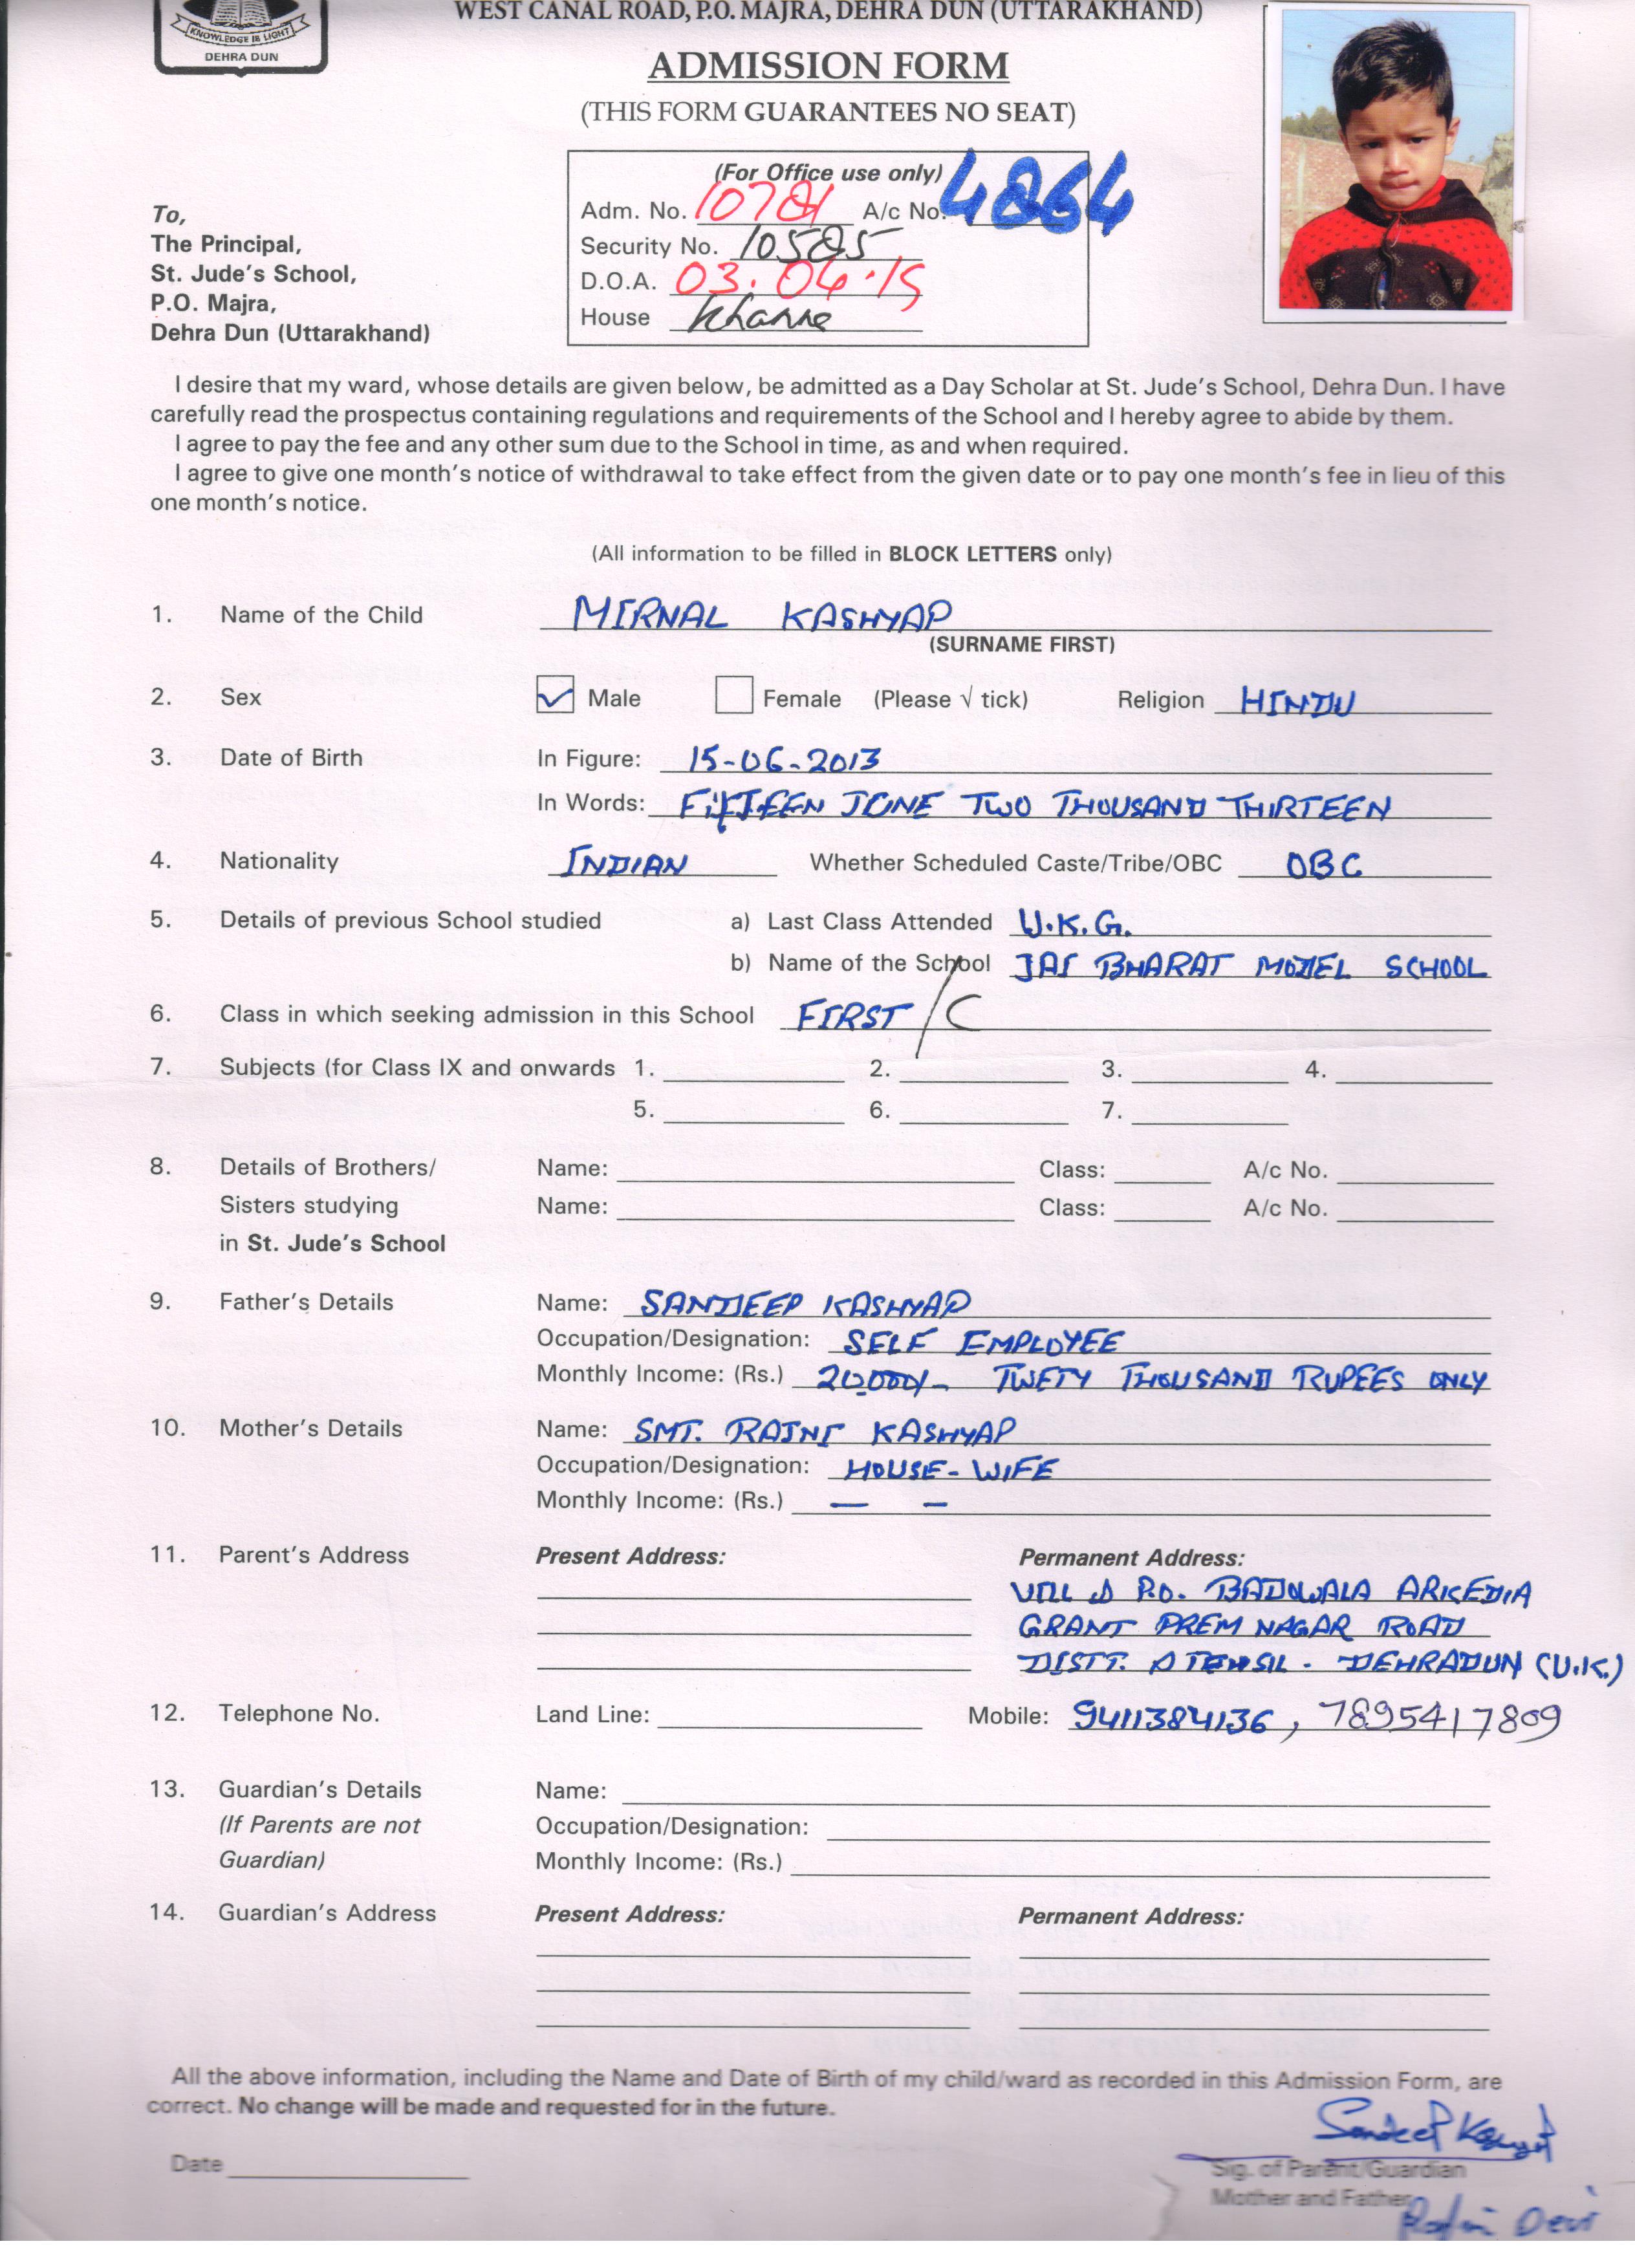 KNOWLEDGE IS LIGHT
DEHRA DUN
WEST CANAL ROAD, P.O. MAJRA, DEHRA DUN (UTTARAKHAND)
ADMISSION FORM
(THIS FORM GUARANTEES NO SEAT)
(For Office use only)
Adm. No. 10781 A/c No. 4864
Security No. 10585
D.O.A. 03.04.19
House Khanna
To,
The Principal,
St. Jude's School,
P.O. Majra,
Dehra Dun (Uttarakhand)
I desire that my ward, whose details are given below, be admitted as a Day Scholar at St. Jude's School, Dehra Dun. I have
carefully read the prospectus containing regulations and requirements of the School and I hereby agree to abide by them.
I agree to pay the fee and any other sum due to the School in time, as and when required.
I agree to give one month's notice of withdrawal to take effect from the given date or to pay one month's fee in lieu of this
one month's notice.
(All information to be filled in BLOCK LETTERS only)
1. Name of the Child MIRNAL KASHYAP
(SURNAME FIRST)
2. Sex Male Female (Please √ tick) Religion HINDU
3. Date of Birth In Figure: 15-06-2013
In Words: FIFTEEN JUNE TWO THOUSAND THIRTEEN
4. Nationality INDIAN Whether Scheduled Caste/Tribe/OBC OBC
5. Details of previous School studied a) Last Class Attended U.K.G.
b) Name of the School JAI BHARAT MODEL SCHOOL
6. Class in which seeking admission in this School FIRST / C
7. Subjects (for Class IX and onwards 1. 2. 3. 4.
5. 6. 7.
8. Details of Brothers/ Name: Class: A/c No.
Sisters studying Name: Class: A/c No.
in St. Jude's School
9. Father's Details Name: SANDEEP KASHYAP
Occupation/Designation: SELF EMPLOYEE
Monthly Income: (Rs.) 20,000/- TWETY THOUSAND RUPEES ONLY
10. Mother's Details Name: SMT. RAJNI KASHYAP
Occupation/Designation: HOUSE-WIFE
Monthly Income: (Rs.) — –
11. Parent's Address Present Address: Permanent Address:
VILL & P.O. BADOWALA ARKEDIA
GRANT PREM NAGAR ROAD
DISTT. & TEHSIL - DEHRADUN (U.K.)
12. Telephone No. Land Line: Mobile: 9411384136, 7895417809
13. Guardian's Details Name:
(If Parents are not Occupation/Designation:
Guardian) Monthly Income: (Rs.)
14. Guardian's Address Present Address: Permanent Address:
All the above information, including the Name and Date of Birth of my child/ward as recorded in this Admission Form, are
correct. No change will be made and requested for in the future.
Sandeep Kashyap
Date Sig. of Parent/Guardian
Mother and Father
Rajni Devi